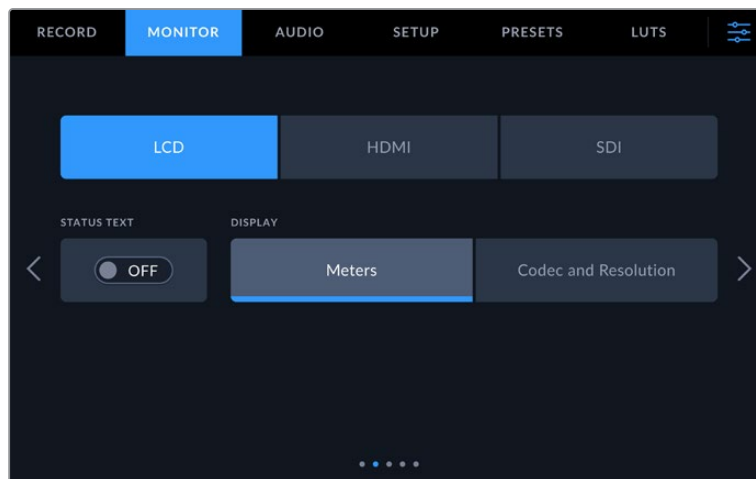 RECORD MONITOR AUDIO SETUP PRESETS LUTS
LCD HDMI SDI
STATUS TEXT DISPLAY
OFF Meters Codec and Resolution